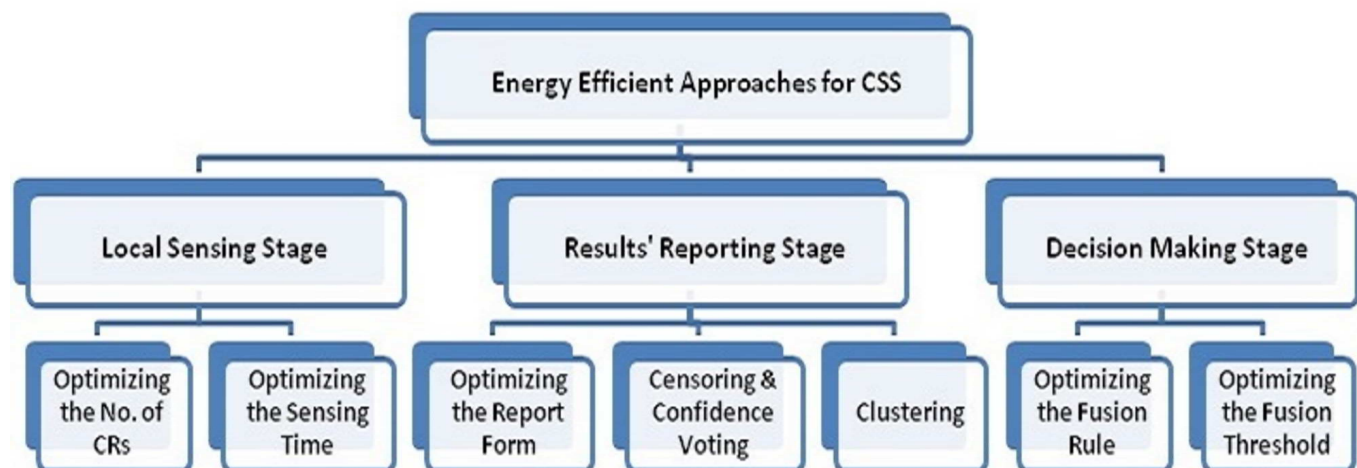 Energy Efficient Approaches for CSS
Local Sensing Stage
Results' Reporting Stage
Decision Making Stage
Optimizing
the No. of
CRs
Optimizing
the Sensing
Time
Optimizing
the Report
Form
Censoring &
Confidence
Voting
Clustering
Optimizing
the Fusion
Rule
Optimizing
the Fusion
Threshold